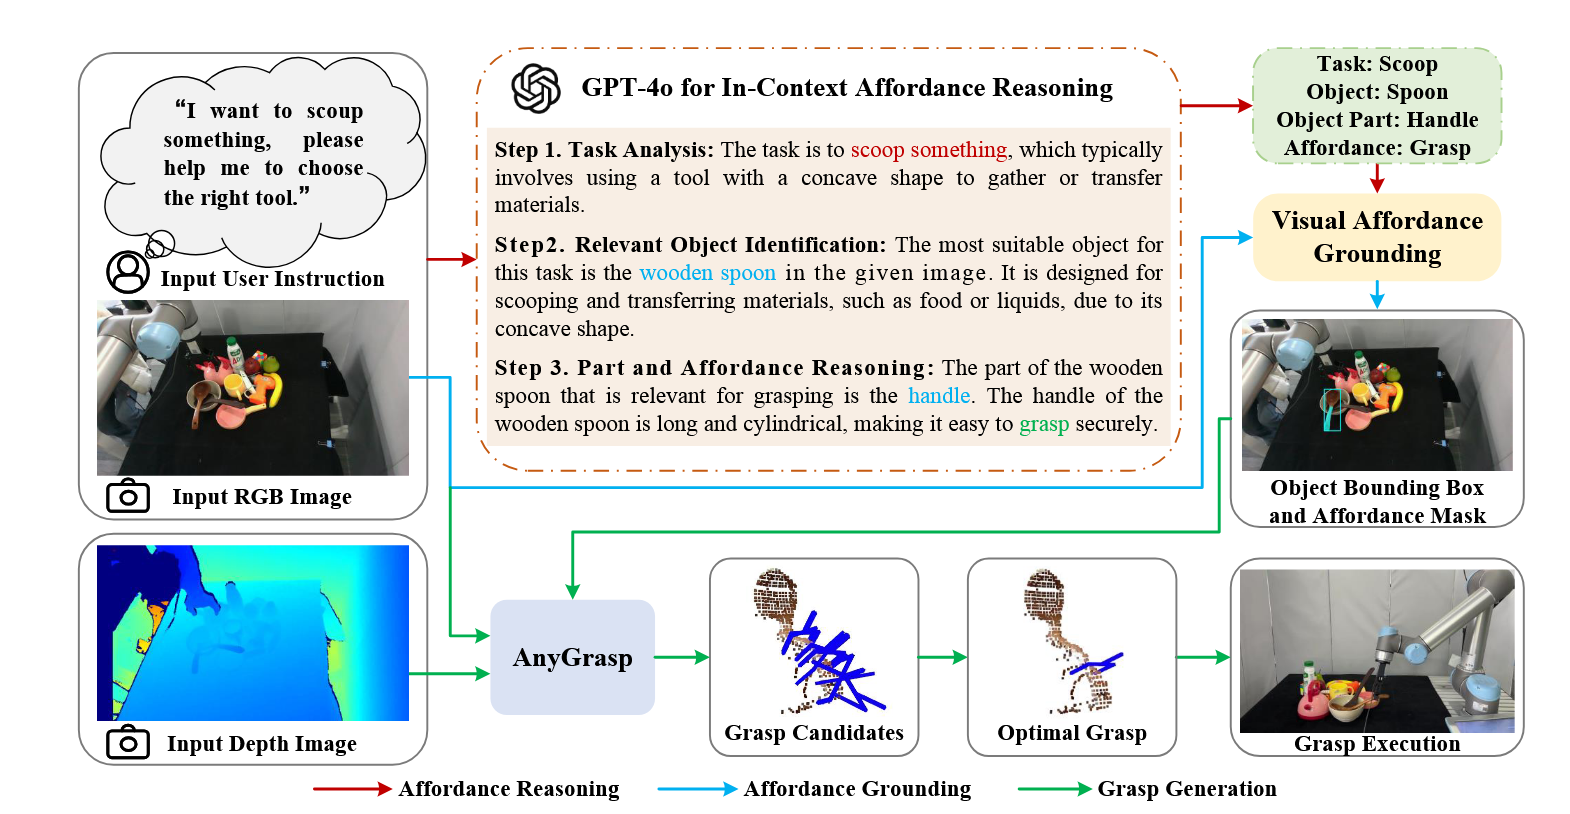 “I want to scoup
something, please
help me to choose
the right tool.”
Input User Instruction
Input RGB Image
Input Depth Image
GPT-4o for In-Context Affordance Reasoning
Step 1. Task Analysis: The task is to scoop something, which typically
involves using a tool with a concave shape to gather or transfer
materials.
Step2. Relevant Object Identification: The most suitable object for
this task is the wooden spoon in the given image. It is designed for
scooping and transferring materials, such as food or liquids, due to its
concave shape.
Step 3. Part and Affordance Reasoning: The part of the wooden
spoon that is relevant for grasping is the handle. The handle of the
wooden spoon is long and cylindrical, making it easy to grasp securely.
Task: Scoop
Object: Spoon
Object Part: Handle
Affordance: Grasp
Visual Affordance
Grounding
Object Bounding Box
and Affordance Mask
AnyGrasp
Grasp Candidates
Optimal Grasp
Grasp Execution
Affordance Reasoning
Affordance Grounding
Grasp Generation